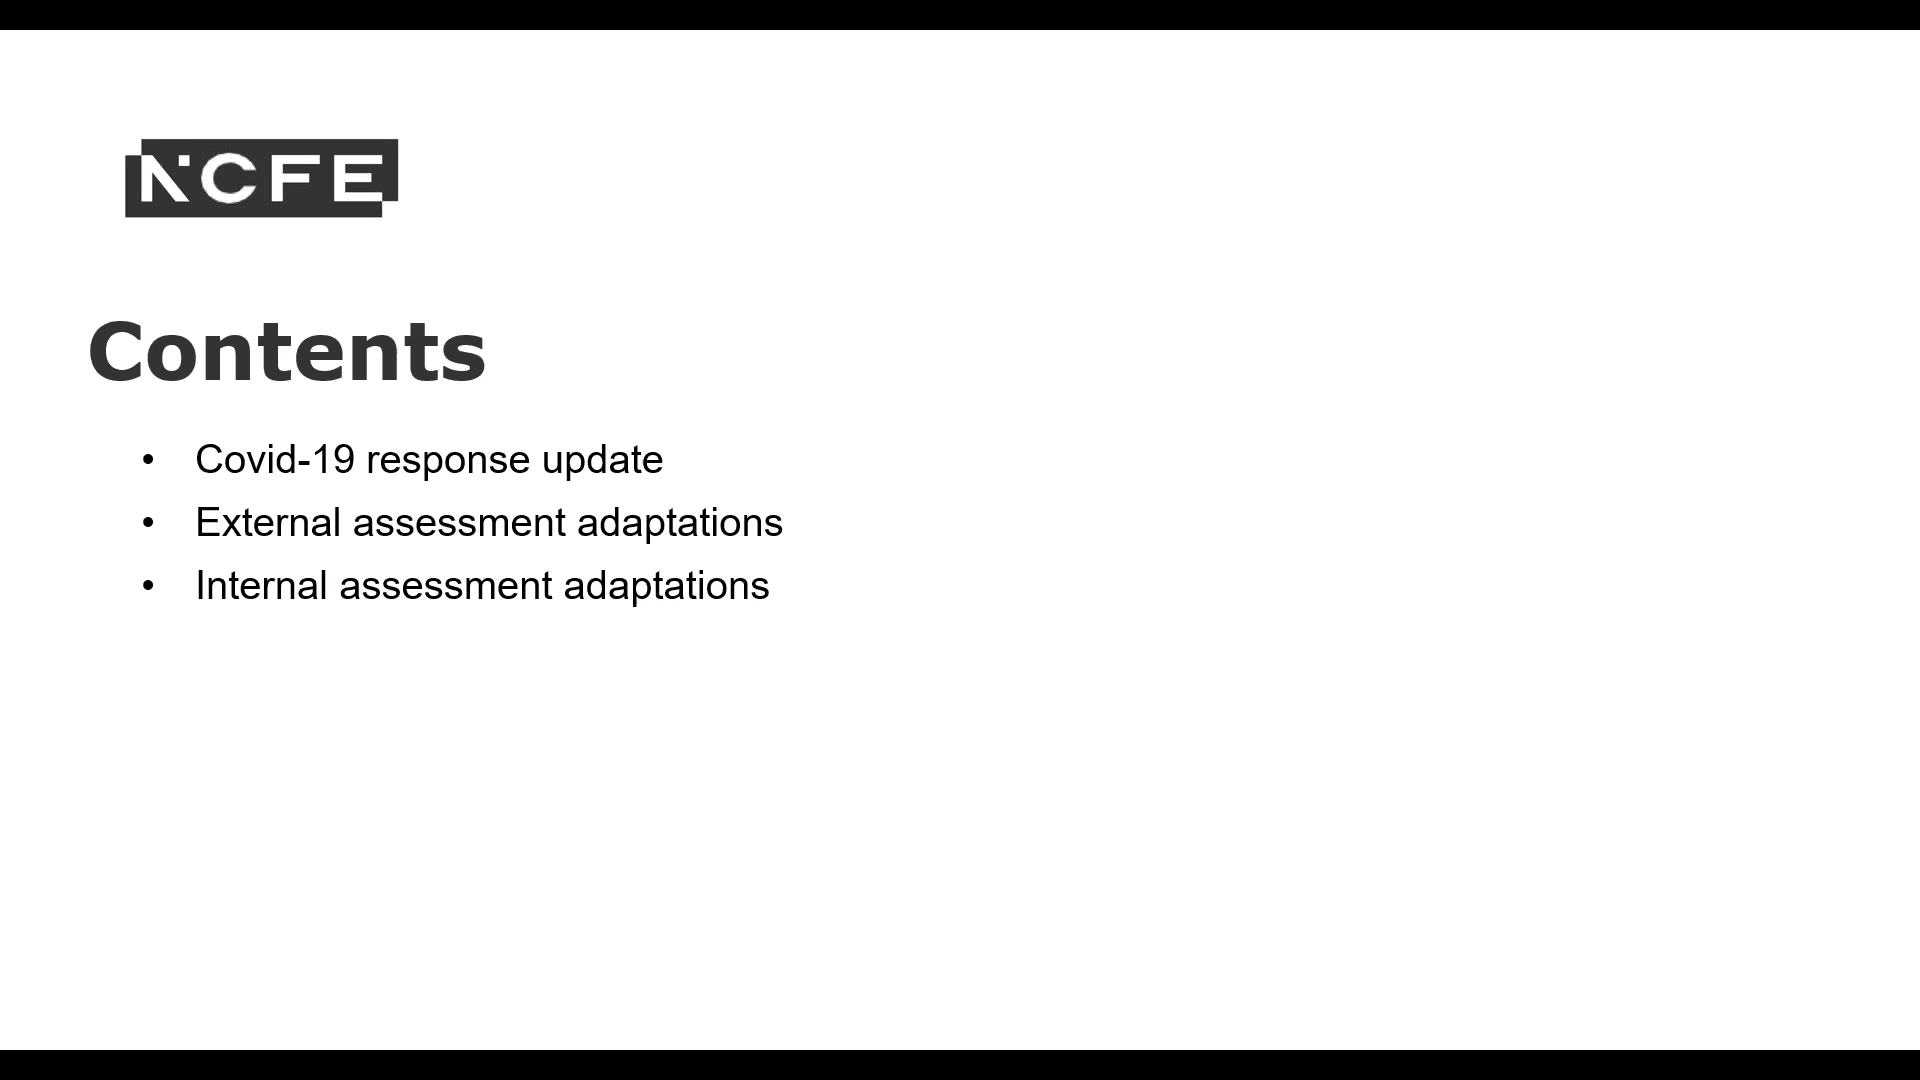 NCFE
Contents
• Covid-19 response update
• External assessment adaptations
• Internal assessment adaptations